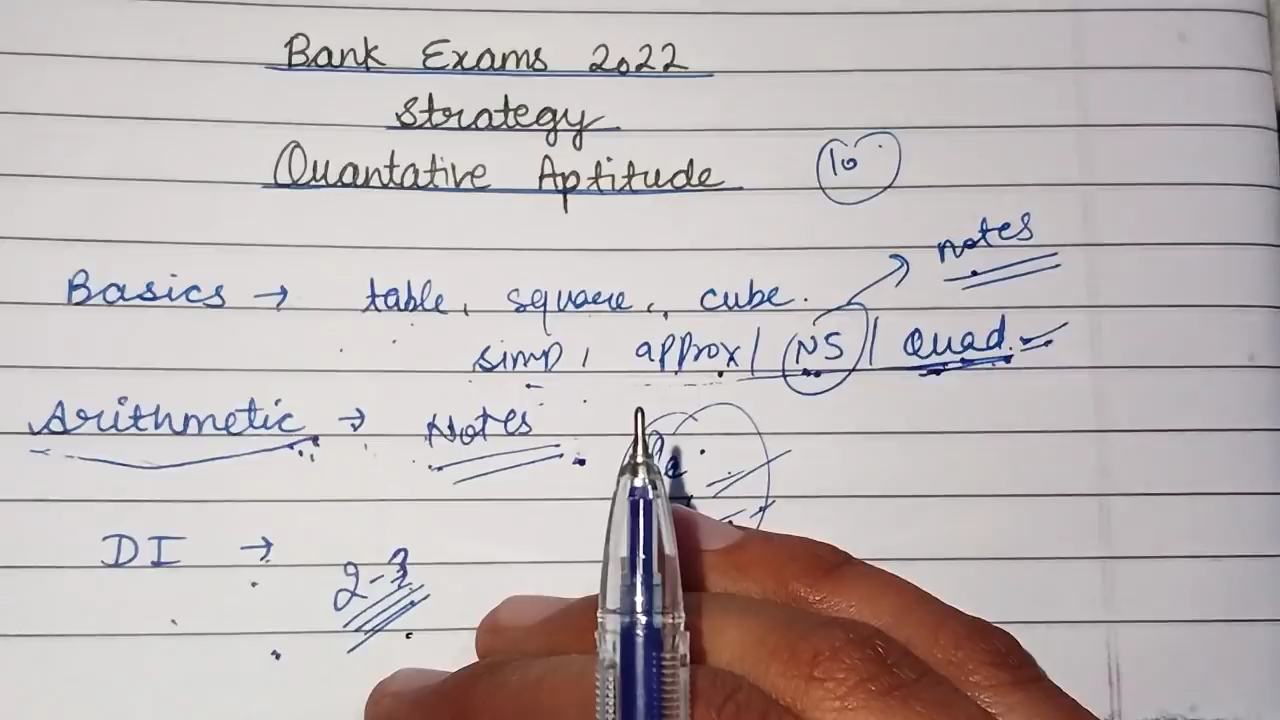 Bank Exams 2022
Strategy
Quantative Aptitude 10
notes
Basics → table, square, cube.
simp, approx / NS / Quad.
Arithmetic → Notes
DI → 2-3